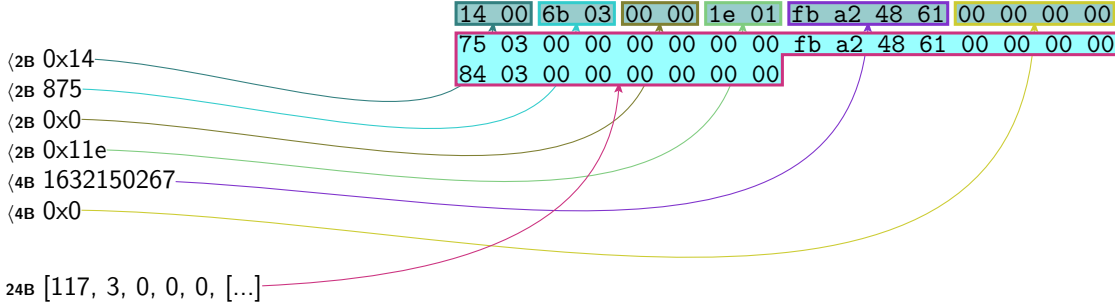 14 00 6b 03 00 00 1e 01 fb a2 48 61 00 00 00 00
75 03 00 00 00 00 00 00 fb a2 48 61 00 00 00 00
84 03 00 00 00 00 00 00
⟨2B 0x14
⟨2B 875
⟨2B 0x0
⟨2B 0x11e
⟨4B 1632150267
⟨4B 0x0
24B [117, 3, 0, 0, 0, [...]